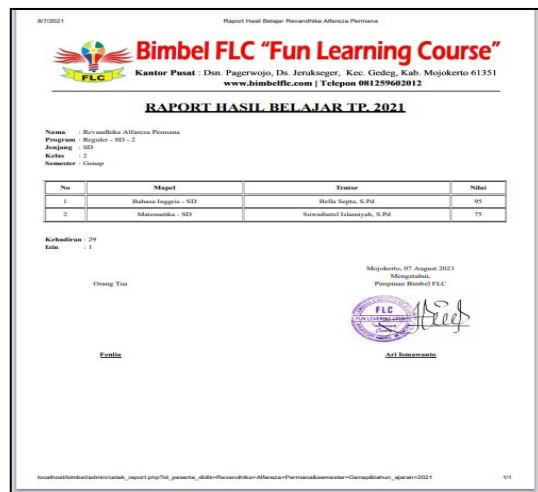 8/7/2021 Raport Hasil Belajar Revandhika Alfareza Permana
FLC
Bimbel FLC "Fun Learning Course"
Kantor Pusat : Dsn. Pagerwojo, Ds. Jerukseger, Kec. Gedeg, Kab. Mojokerto 61351
www.bimbelflc.com | Telepon 081259602012
RAPORT HASIL BELAJAR TP. 2021
Nama : Revandhika Alfareza Permana
Program : Reguler - SD - 2
Jenjang : SD
Kelas : 2
Semester : Genap
No Mapel Tentor Nilai
1 Bahasa Inggris - SD Bella Septa, S.Pd 95
2 Matematika - SD Suwaibatul Islamiyah, S.Pd 75
Kehadiran : 29
Izin : 1
Mojokerto, 07 August 2021
Mengetahui,
Orang Tua Pimpinan Bimbel FLC
FLC
FUN LEARNING COURSE
Fenlia Ari Ismawanto
localhost/bimbel/admin/cetak_raport.php?id_peserta_didik=Revandhika+Alfareza+Permana&semester=Genap&tahun_ajaran=2021 1/1